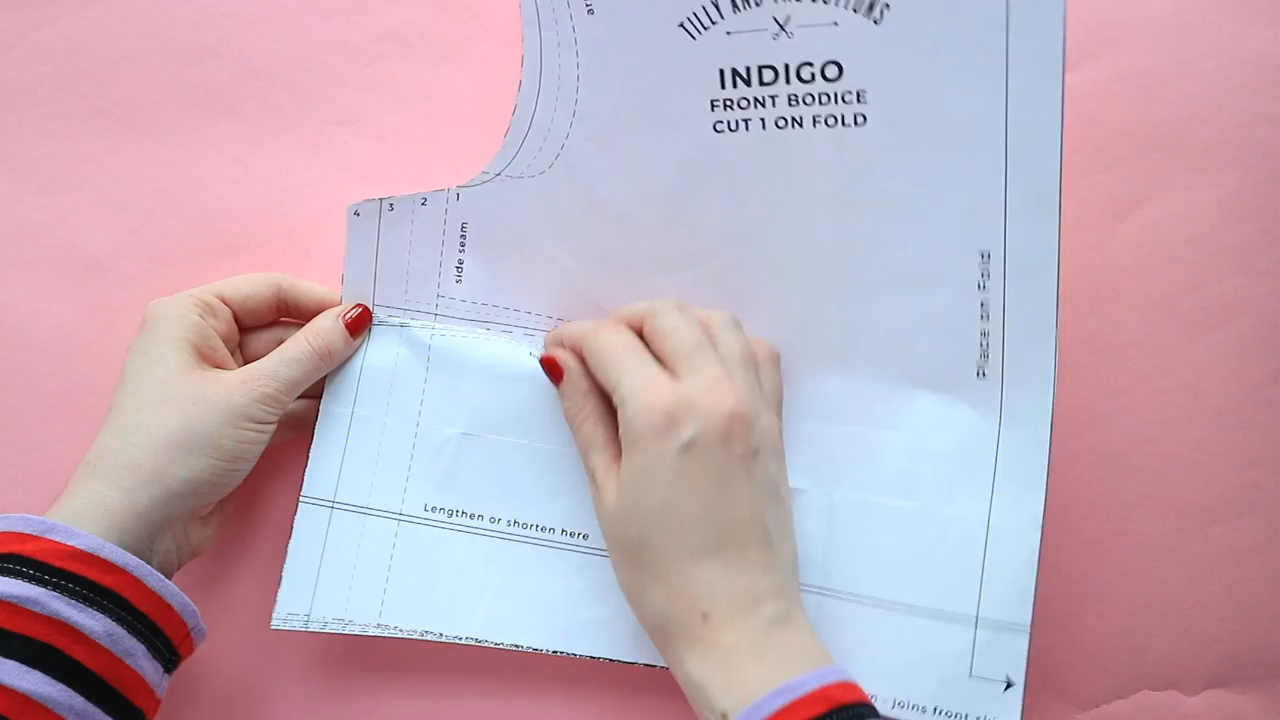 TILLY AND THE BUTTONS
INDIGO
FRONT BODICE
CUT 1 ON FOLD
4 3 2 1
side seam
Place on Fold
Lengthen or shorten here
joins front